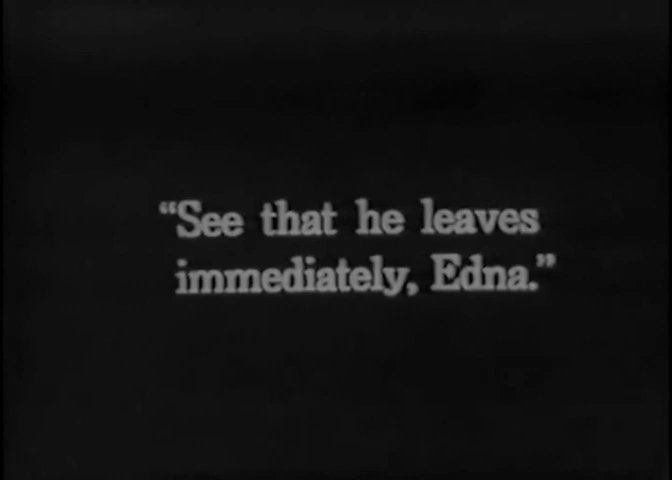 “See that he leaves
immediately, Edna.”